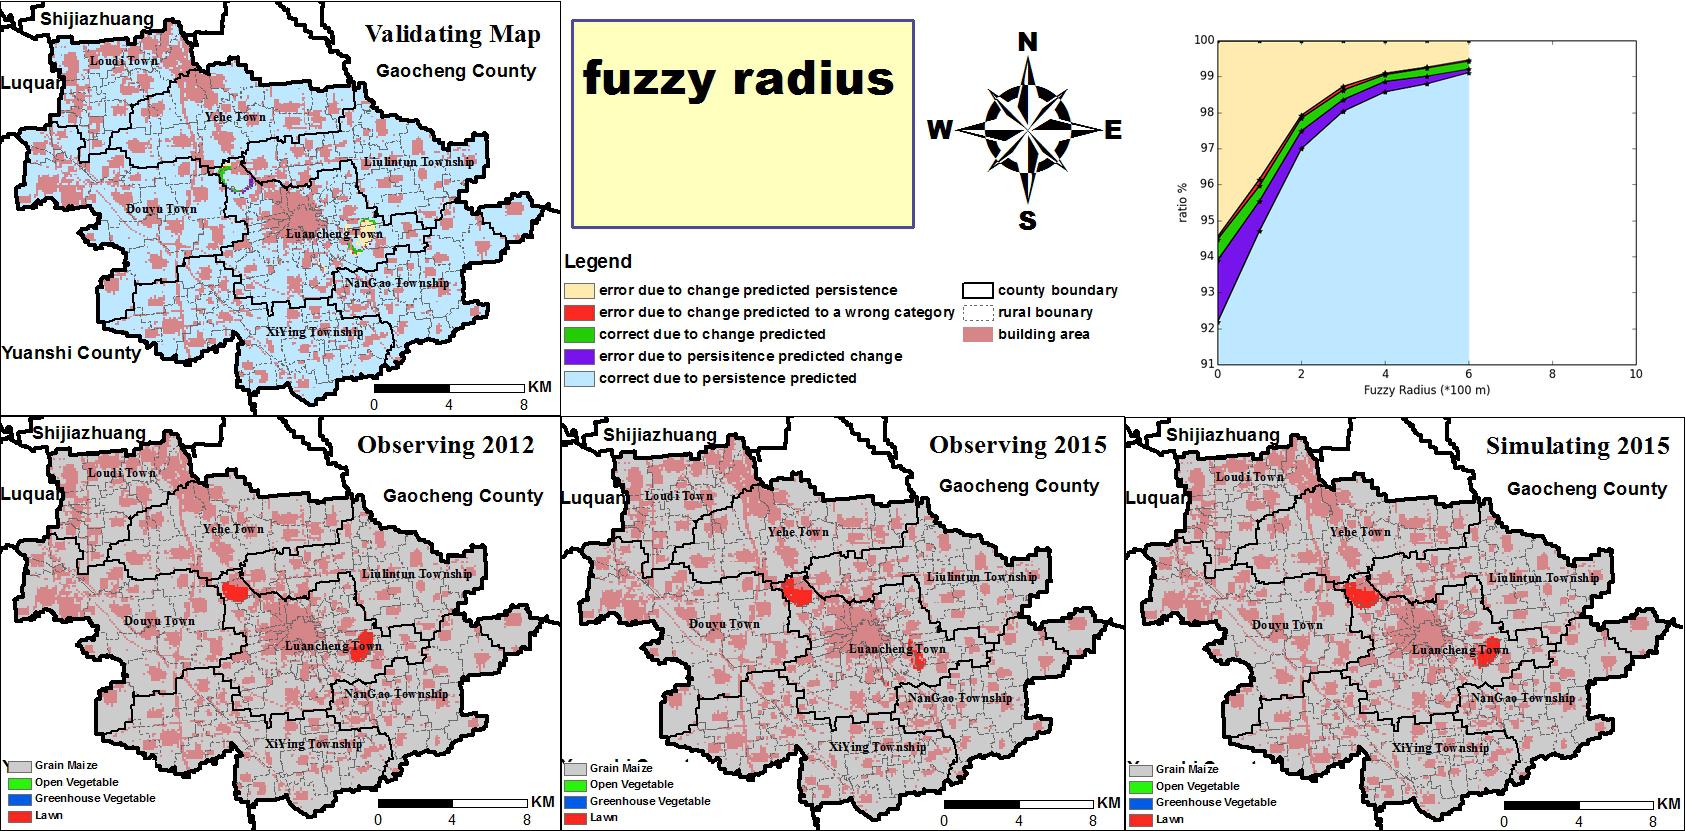 Shijiazhuang
Validating Map
Gaocheng County
Luquan
Loudi Town
Yehe Town
Liulintun Township
Douyu Town
Luancheng Town
NanGao Township
XiYing Township
Yuanshi County
KM
0 4 8
fuzzy radius
N
W E
S
Legend
error due to change predicted persistence
error due to change predicted to a wrong category
correct due to change predicted
error due to persisitence predicted change
correct due to persistence predicted
county boundary
rural bounary
building area
100
99
98
97
96
95
94
93
92
91
ratio %
0 2 4 6 8 10
Fuzzy Radius (*100 m)
Shijiazhuang
Observing 2012
Gaocheng County
Luquan
Loudi Town
Yehe Town
Liulintun Township
Douyu Town
Luancheng Town
NanGao Township
XiYing Township
Grain Maize
Open Vegetable
Greenhouse Vegetable
Lawn
KM
0 4 8
Shijiazhuang
Observing 2015
Gaocheng County
Luquan
Loudi Town
Yehe Town
Liulintun Township
Douyu Town
Luancheng Town
NanGao Township
XiYing Township
Grain Maize
Open Vegetable
Greenhouse Vegetable
Lawn
KM
0 4 8
Shijiazhuang
Simulating 2015
Gaocheng County
Luquan
Loudi Town
Yehe Town
Liulintun Township
Douyu Town
Luancheng Town
NanGao Township
XiYing Township
Grain Maize
Open Vegetable
Greenhouse Vegetable
Lawn
KM
0 4 8